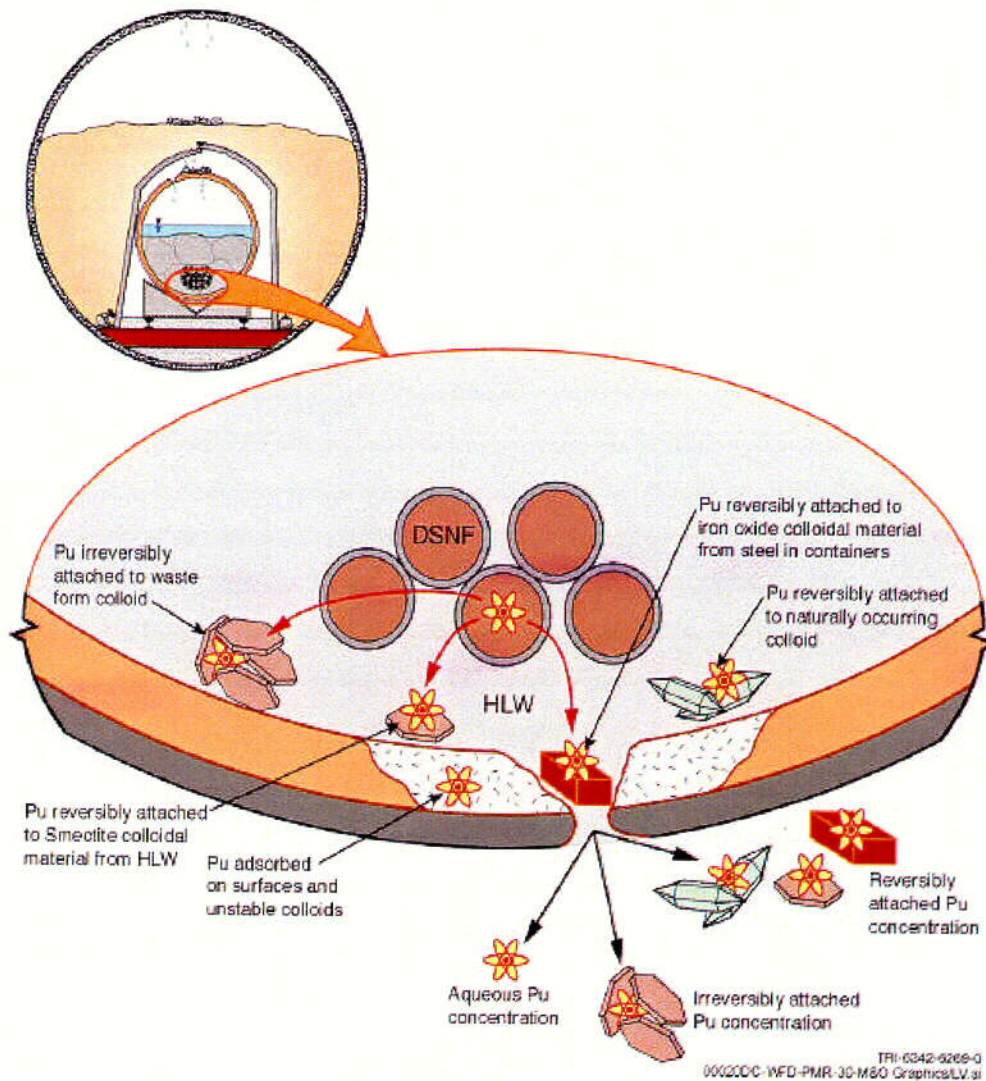 DSNF
Pu reversibly attached to
iron oxide colloidal material
from steel in containers
Pu irreversibly
attached to waste
form colloid
Pu reversibly attached
to naturally occurring
colloid
HLW
Pu reversibly attached
to Smectite colloidal
material from HLW
Pu adsorbed
on surfaces and
unstable colloids
Reversibly
attached Pu
concentration
Aqueous Pu
concentration
Irreversibly attached
Pu concentration
TRI-6342-6269-0
00020DC-WFD-PMR-30-M&O Graphics/LV.ai